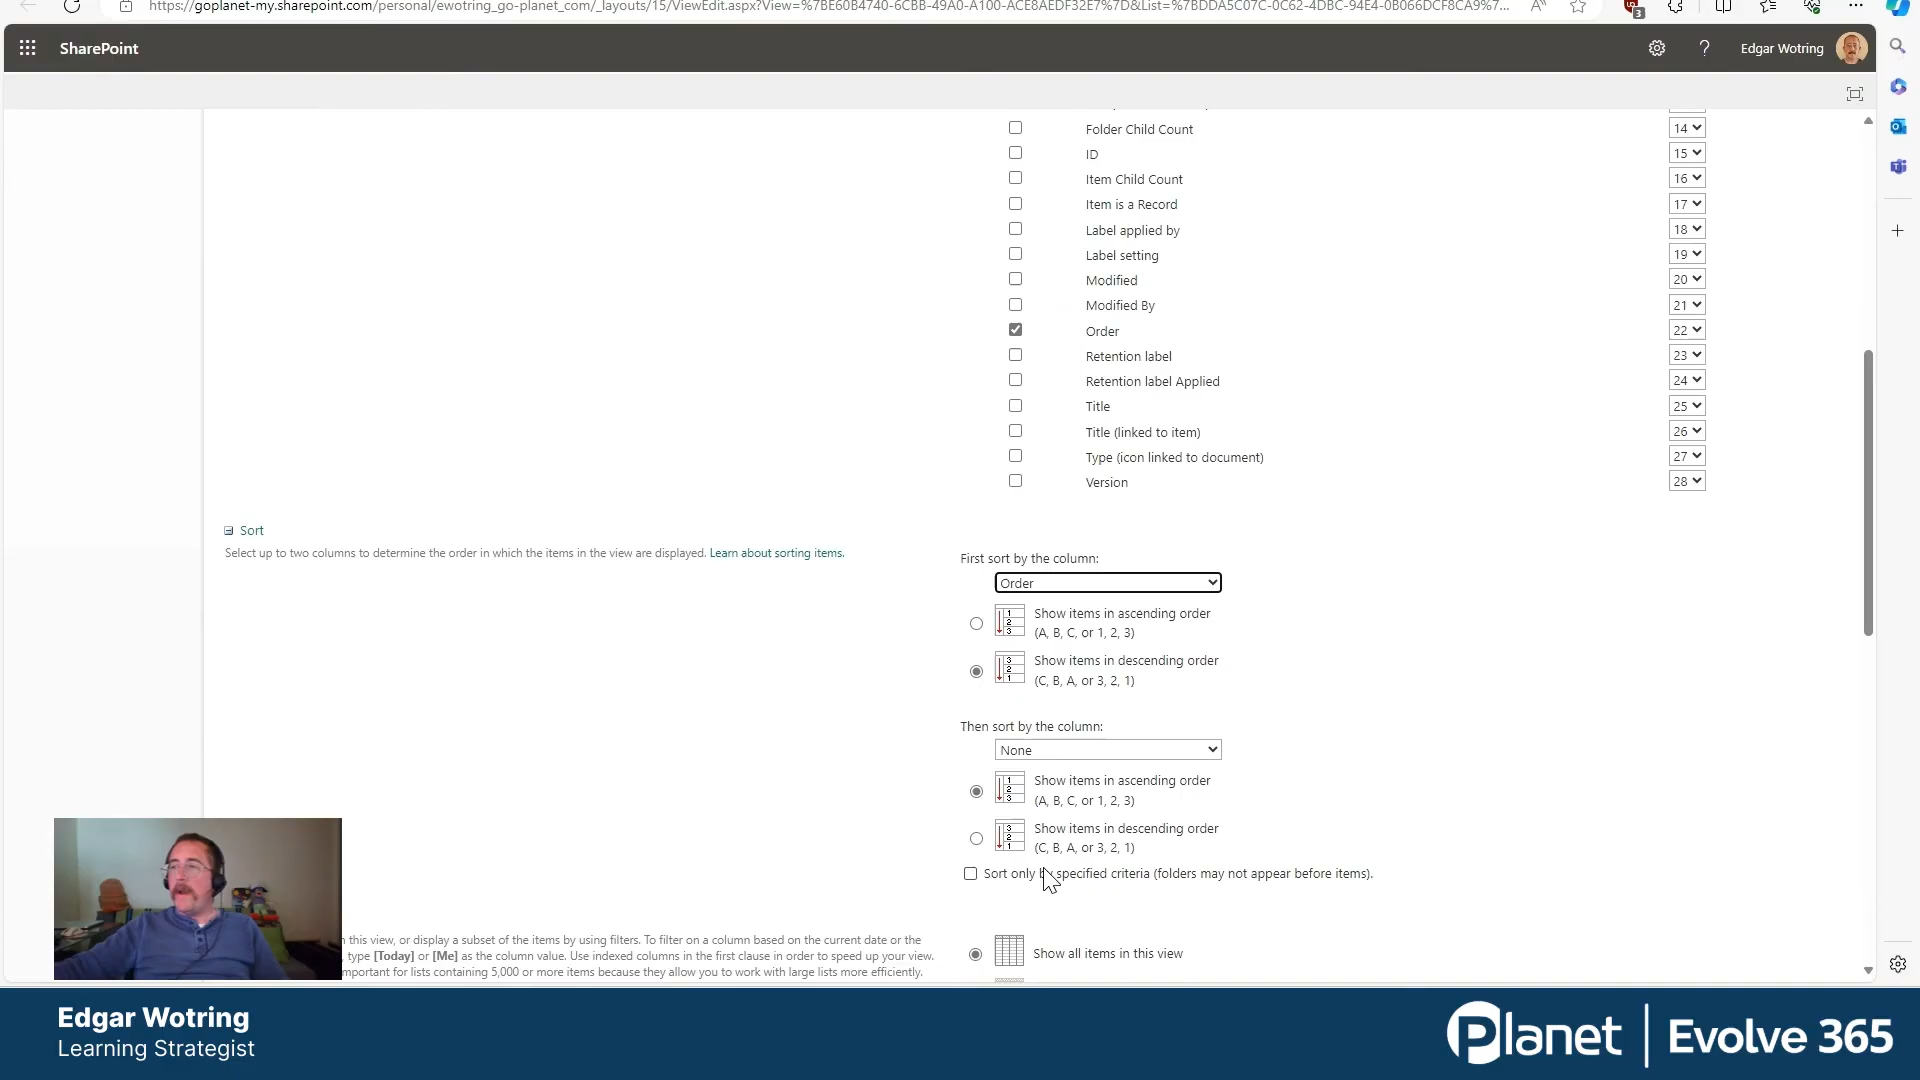 https://goplanet-my.sharepoint.com/personal/ewotring_go-planet_com/_layouts/15/ViewEdit.aspx?View=%7BE60B4740-6CBB-49A0-A100-ACE8AEDF32E7%7D&List=%7BDDA5C07C-0C62-4DBC-94E4-0B066DCF8CA9%7...
3
SharePoint
? Edgar Wotring
Folder Child Count 14
ID 15
Item Child Count 16
Item is a Record 17
Label applied by 18
Label setting 19
Modified 20
Modified By 21
Order 22
Retention label 23
Retention label Applied 24
Title 25
Title (linked to item) 26
Type (icon linked to document) 27
Version 28
Sort
Select up to two columns to determine the order in which the items in the view are displayed. Learn about sorting items.
First sort by the column:
Order
Show items in ascending order
(A, B, C, or 1, 2, 3)
Show items in descending order
(C, B, A, or 3, 2, 1)
Then sort by the column:
None
Show items in ascending order
(A, B, C, or 1, 2, 3)
Show items in descending order
(C, B, A, or 3, 2, 1)
Sort only by specified criteria (folders may not appear before items).
this view, or display a subset of the items by using filters. To filter on a column based on the current date or the
type [Today] or [Me] as the column value. Use indexed columns in the first clause in order to speed up your view.
important for lists containing 5,000 or more items because they allow you to work with large lists more efficiently.
Show all items in this view
Edgar Wotring
Learning Strategist
Planet | Evolve 365